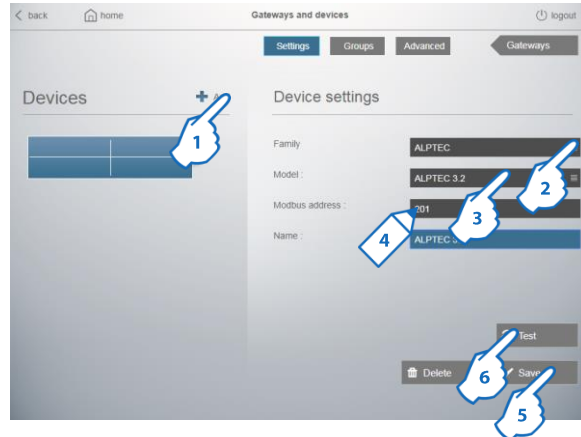 back home Gateways and devices logout
Settings Groups Advanced Gateways
Devices Device settings
1
Family ALPTEC
2
Model : ALPTEC 3.2
3
Modbus address : 201
4
Name : ALPTEC
Test
6
Delete Save
5